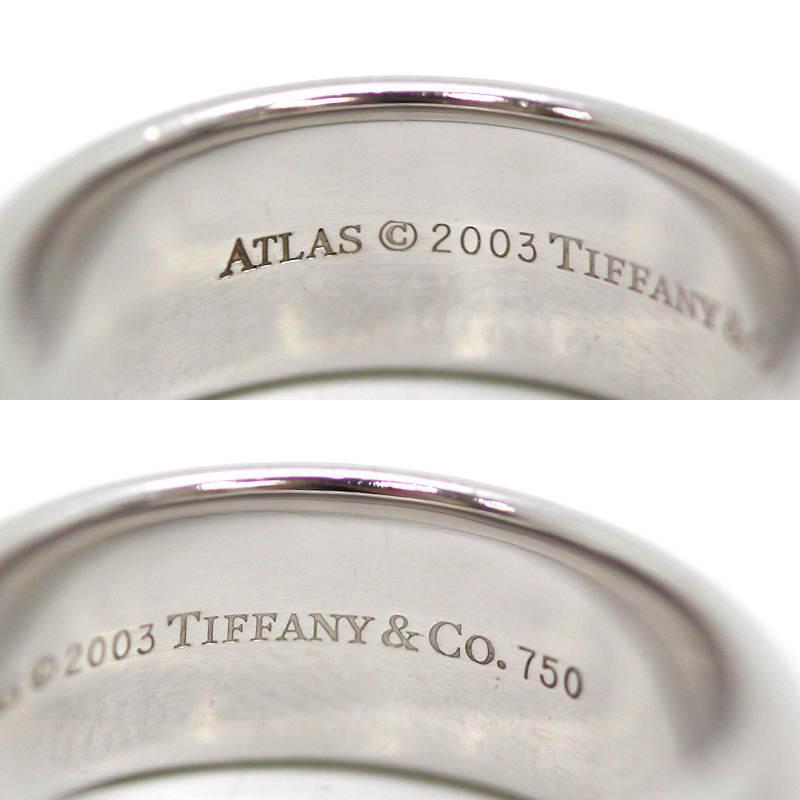 ATLAS © 2003 TIFFANY &
© 2003 TIFFANY & CO. 750